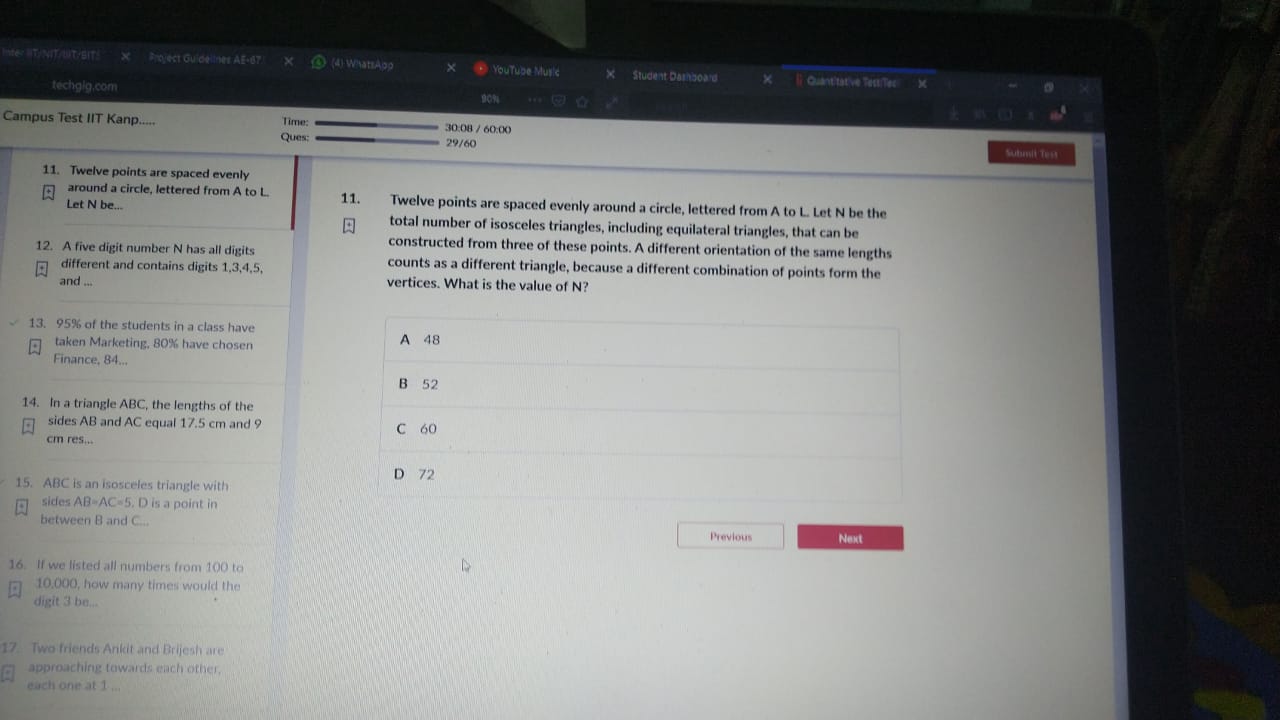 Project Guidelines AE-67
(4) WhatsApp
YouTube Music
Student Dashboard
Quantitative Test|Tec
techgig.com
90%
Campus Test IIT Kanp.....
Time:
30:08 / 60:00
Ques:
29/60
Submit Test
11. Twelve points are spaced evenly
around a circle, lettered from A to L.
Let N be...
12. A five digit number N has all digits
different and contains digits 1,3,4,5,
and ...
13. 95% of the students in a class have
taken Marketing, 80% have chosen
Finance, 84...
14. In a triangle ABC, the lengths of the
sides AB and AC equal 17.5 cm and 9
cm res...
15. ABC is an isosceles triangle with
sides AB=AC=5. D is a point in
between B and C...
16. If we listed all numbers from 100 to
10,000, how many times would the
digit 3 be...
17. Two friends Ankit and Brijesh are
approaching towards each other,
each one at 1 ...
11. Twelve points are spaced evenly around a circle, lettered from A to L. Let N be the
total number of isosceles triangles, including equilateral triangles, that can be
constructed from three of these points. A different orientation of the same lengths
counts as a different triangle, because a different combination of points form the
vertices. What is the value of N?
A 48
B 52
C 60
D 72
Previous
Next